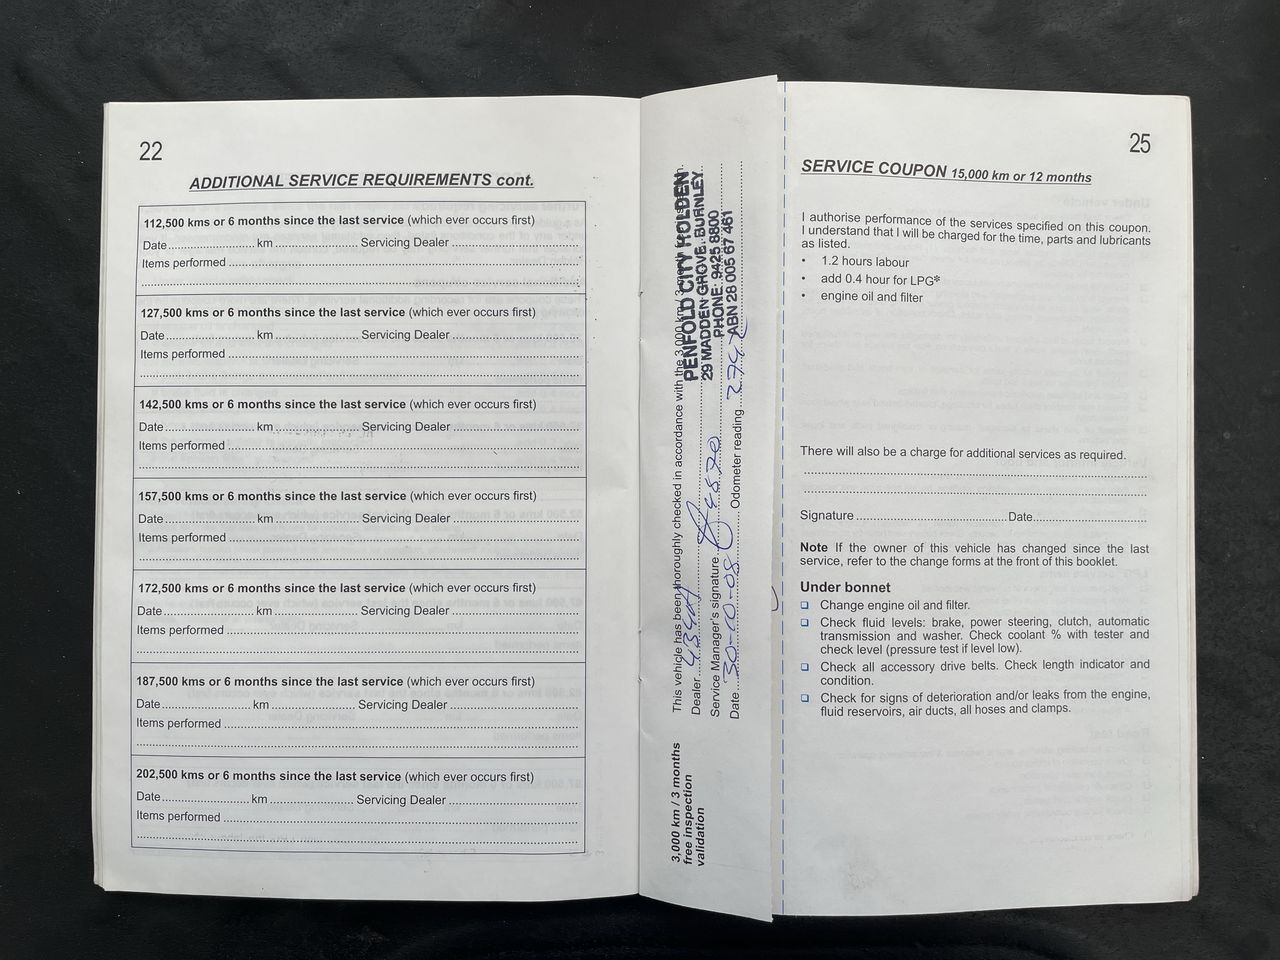 22
ADDITIONAL SERVICE REQUIREMENTS cont.
112,500 kms or 6 months since the last service (which ever occurs first)
Date.......................... km ......................... Servicing Dealer ......................................
Items performed ..........................................................................................................
127,500 kms or 6 months since the last service (which ever occurs first)
Date.......................... km ......................... Servicing Dealer ......................................
Items performed ..........................................................................................................
142,500 kms or 6 months since the last service (which ever occurs first)
Date.......................... km ......................... Servicing Dealer ......................................
Items performed ..........................................................................................................
157,500 kms or 6 months since the last service (which ever occurs first)
Date.......................... km ......................... Servicing Dealer ......................................
Items performed ..........................................................................................................
172,500 kms or 6 months since the last service (which ever occurs first)
Date.......................... km ......................... Servicing Dealer ......................................
Items performed ..........................................................................................................
187,500 kms or 6 months since the last service (which ever occurs first)
Date.......................... km ......................... Servicing Dealer ......................................
Items performed ..........................................................................................................
202,500 kms or 6 months since the last service (which ever occurs first)
Date.......................... km ......................... Servicing Dealer ......................................
Items performed ..........................................................................................................
3,000 km / 3 months
free inspection
validation
This vehicle has been thoroughly checked in accordance with the 3,000 km / 3 month
Dealer
Service Manager's signature
Date 30-10-08 Odometer reading
PENFOLD CITY HOLDEN
29 MADDEN GROVE, BURNLEY
PHONE: 9425 8800
ABN 28 005 67 461
25
SERVICE COUPON 15,000 km or 12 months
I authorise performance of the services specified on this coupon.
I understand that I will be charged for the time, parts and lubricants
as listed.
• 1.2 hours labour
• add 0.4 hour for LPG*
• engine oil and filter
There will also be a charge for additional services as required.
Signature.............................................Date..................................
Note If the owner of this vehicle has changed since the last
service, refer to the change forms at the front of this booklet.
Under bonnet
❑ Change engine oil and filter.
❑ Check fluid levels: brake, power steering, clutch, automatic
transmission and washer. Check coolant % with tester and
check level (pressure test if level low).
❑ Check all accessory drive belts. Check length indicator and
condition.
❑ Check for signs of deterioration and/or leaks from the engine,
fluid reservoirs, air ducts, all hoses and clamps.